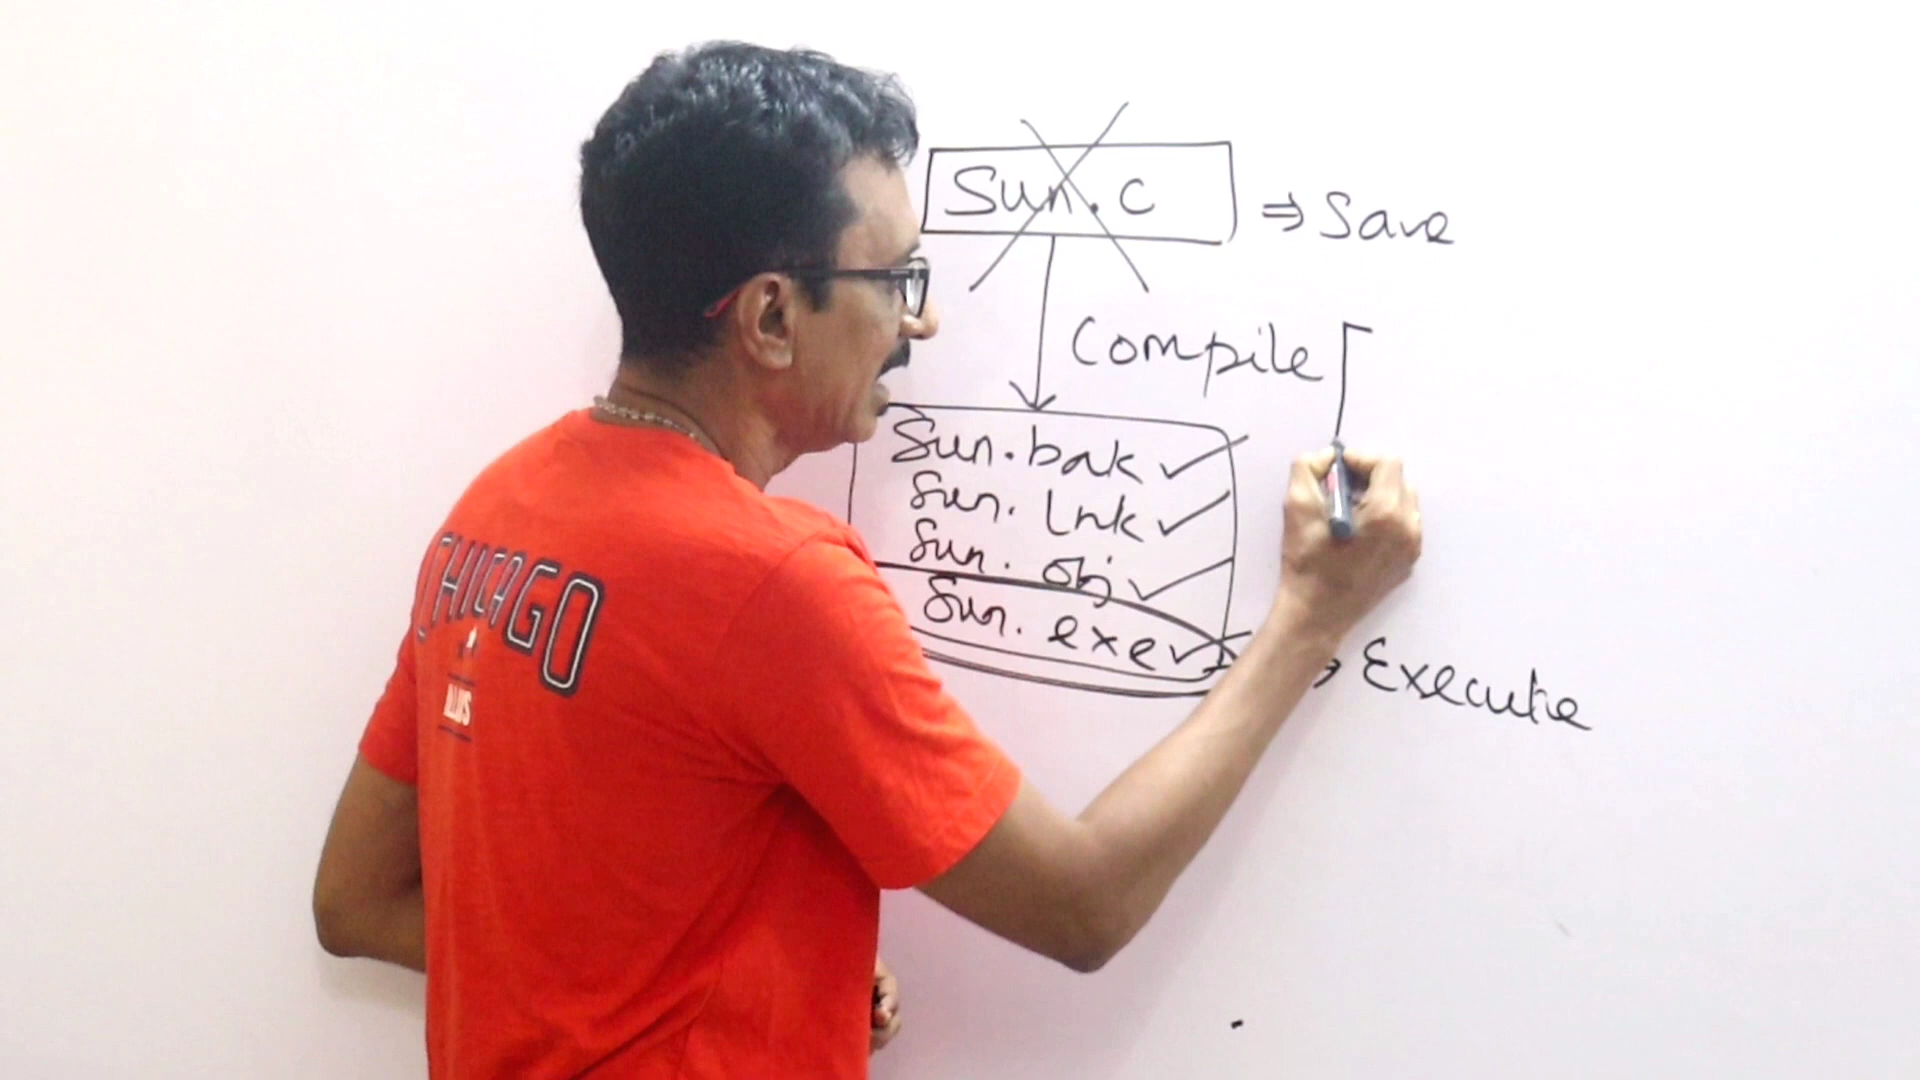 Sun.c ⇒ Save
Compile
Sun.bak ✓
Sun.lnk ✓
Sun.obj ✓
Sun.exe ✓ → Execute
CHICAGO